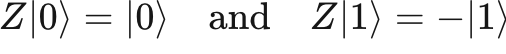 Z|0⟩ = |0⟩ and Z|1⟩ = −|1⟩